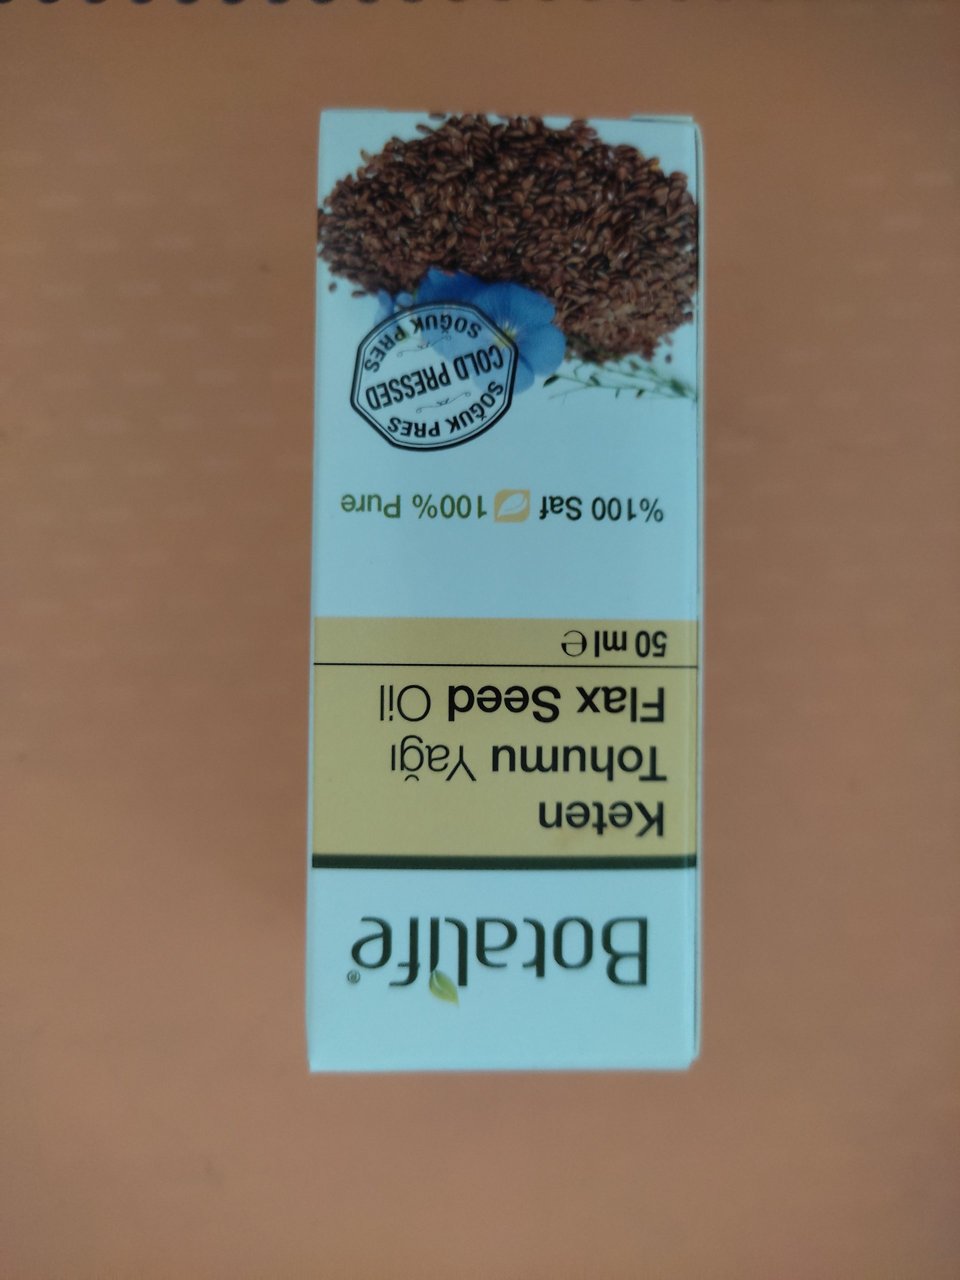 Botalife®
Keten
Tohumu Yağı
Flax Seed Oil
50 ml ℮
%100 Saf 100% Pure
SOĞUK PRES
COLD PRESSED
SOĞUK PRES